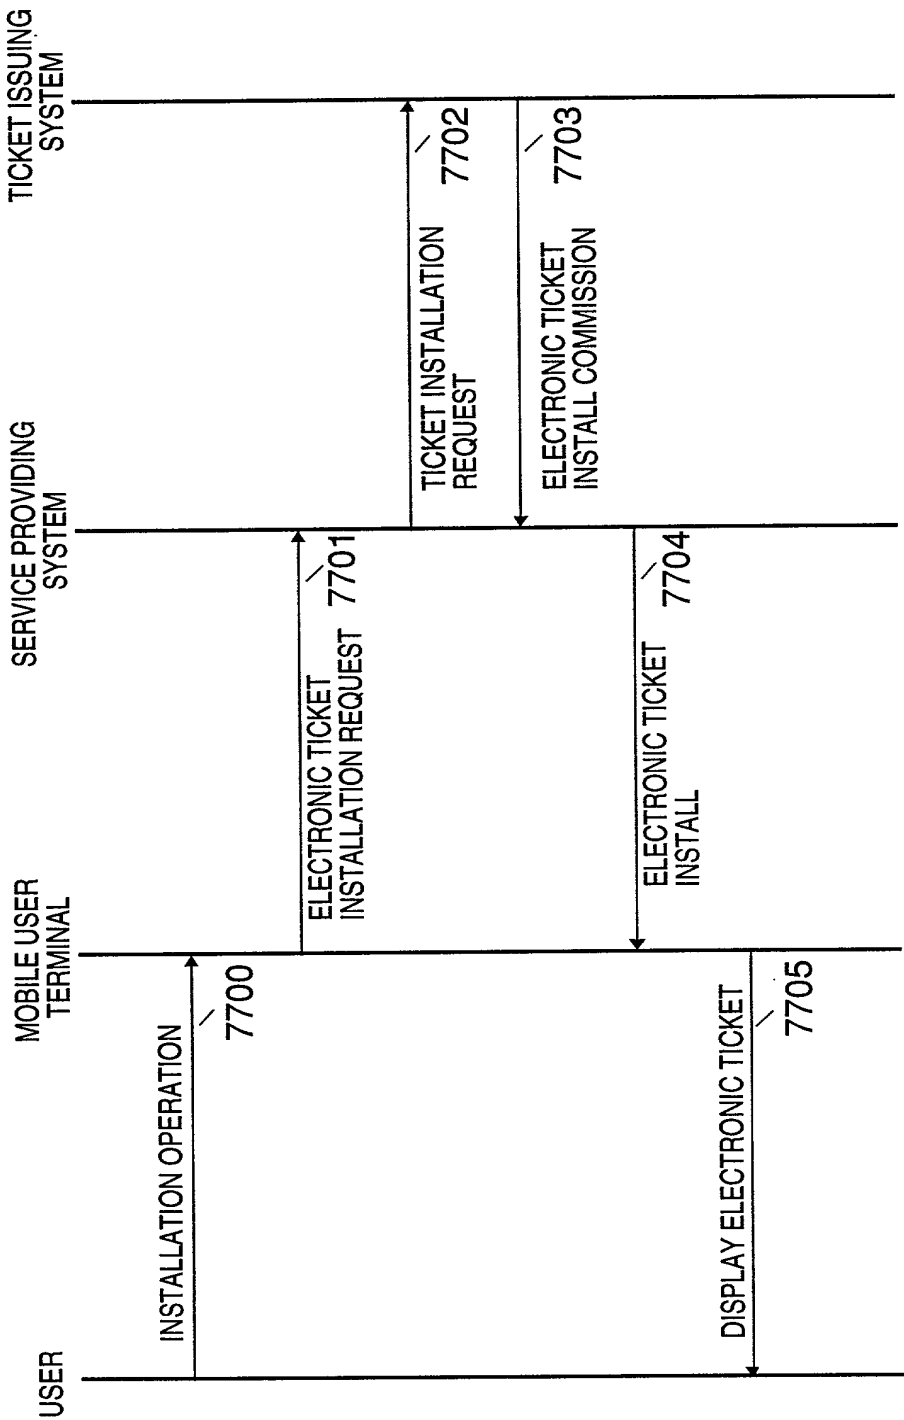 USER
MOBILE USER
TERMINAL
SERVICE PROVIDING
SYSTEM
TICKET ISSUING
SYSTEM
INSTALLATION OPERATION
7700
ELECTRONIC TICKET
INSTALLATION REQUEST
7701
TICKET INSTALLATION
REQUEST
7702
ELECTRONIC TICKET
INSTALL COMMISSION
7703
ELECTRONIC TICKET
INSTALL
7704
DISPLAY ELECTRONIC TICKET
7705